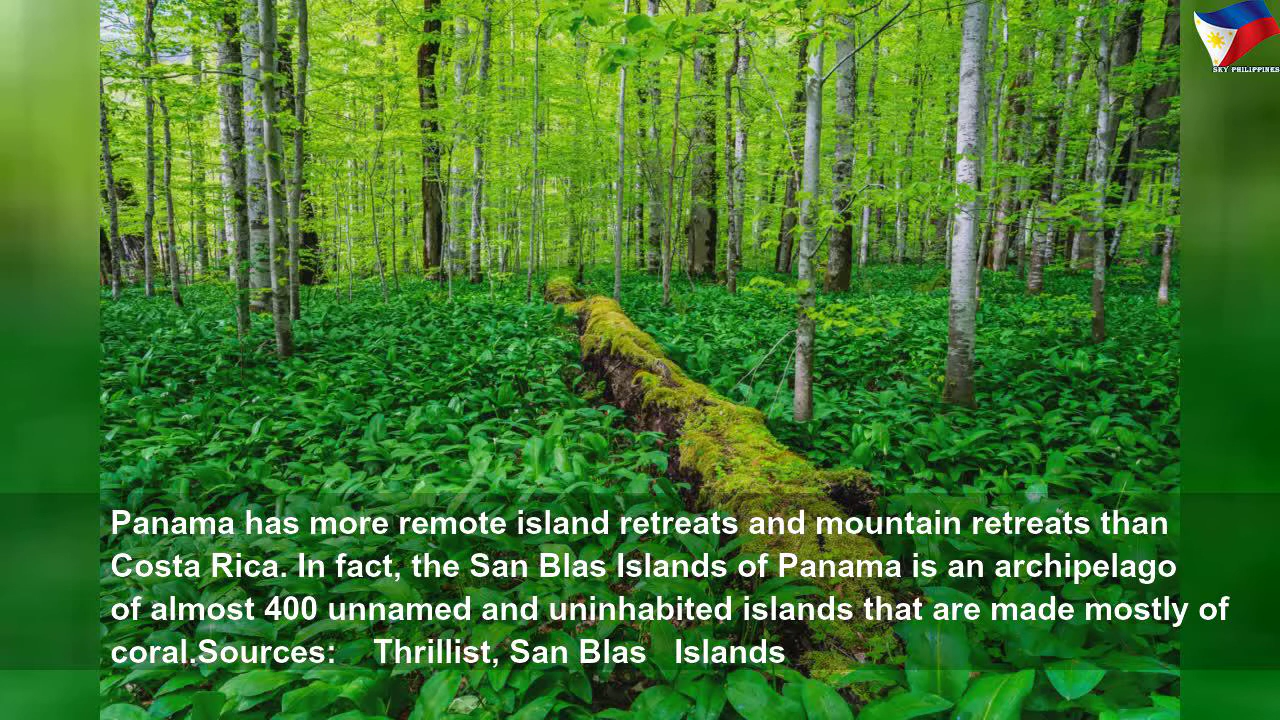 SKY PHILIPPINES
Panama has more remote island retreats and mountain retreats than
Costa Rica. In fact, the San Blas Islands of Panama is an archipelago
of almost 400 unnamed and uninhabited islands that are made mostly of
coral.Sources: Thrillist, San Blas Islands